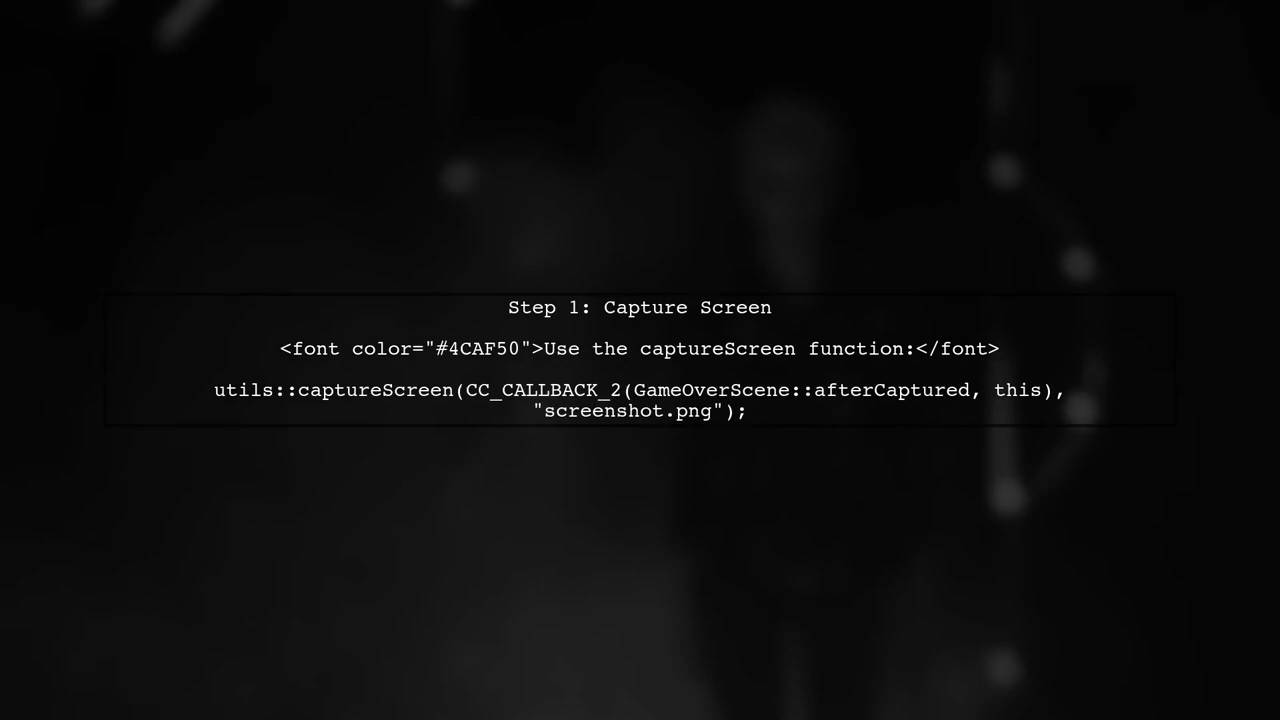 Step 1: Capture Screen
<font color="#4CAF50">Use the captureScreen function:</font>
utils::captureScreen(CC_CALLBACK_2(GameOverScene::afterCaptured, this),
"screenshot.png");